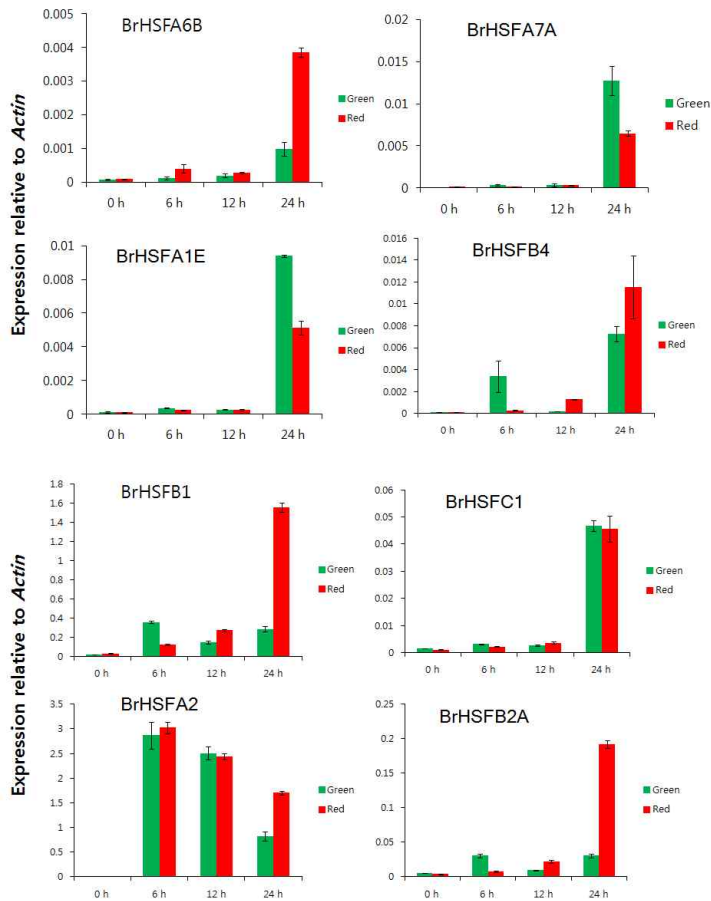 Expression relative to Actin
BrHSFA6B
0.005
0.004
0.003
0.002
0.001
0
0 h 6 h 12 h 24 h
Green
Red
BrHSFA7A
0.02
0.015
0.01
0.005
0
0 h 6 h 12 h 24 h
Green
Red
BrHSFA1E
0.01
0.008
0.006
0.004
0.002
0
0 h 6 h 12 h 24 h
Green
Red
BrHSFB4
0.016
0.014
0.012
0.01
0.008
0.006
0.004
0.002
0
0 h 6 h 12 h 24 h
Green
Red
Expression relative to Actin
BrHSFB1
1.8
1.6
1.4
1.2
1
0.8
0.6
0.4
0.2
0
0 h 6 h 12 h 24 h
Green
Red
BrHSFC1
0.06
0.05
0.04
0.03
0.02
0.01
0
0 h 6 h 12 h 24 h
Green
Red
BrHSFA2
3.5
3
2.5
2
1.5
1
0.5
0
0 h 6 h 12 h 24 h
Green
Red
BrHSFB2A
0.25
0.2
0.15
0.1
0.05
0
0 h 6 h 12 h 24 h
Green
Red